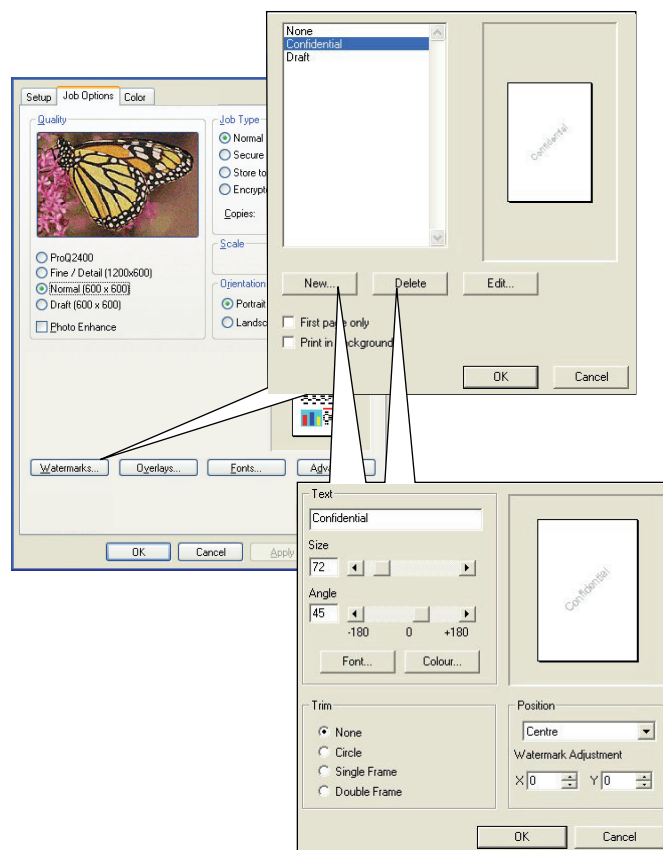 None
Confidential
Draft
Confidential
New... Delete Edit...
First page only
Print in background
OK Cancel
Setup Job Options Color
Quality
ProQ2400
Fine / Detail (1200x600)
Normal (600 x 600)
Draft (600 x 600)
Photo Enhance
Job Type
Normal
Secure
Store to
Encrypt
Copies:
Scale
Orientation
Portrait
Landsc
Watermarks... Overlays... Fonts... Adva
OK Cancel Apply
Text
Confidential
Size
72
Angle
45
-180 0 +180
Font... Colour...
Confidential
Trim
None
Circle
Single Frame
Double Frame
Position
Centre
Watermark Adjustment
X 0 Y 0
OK Cancel